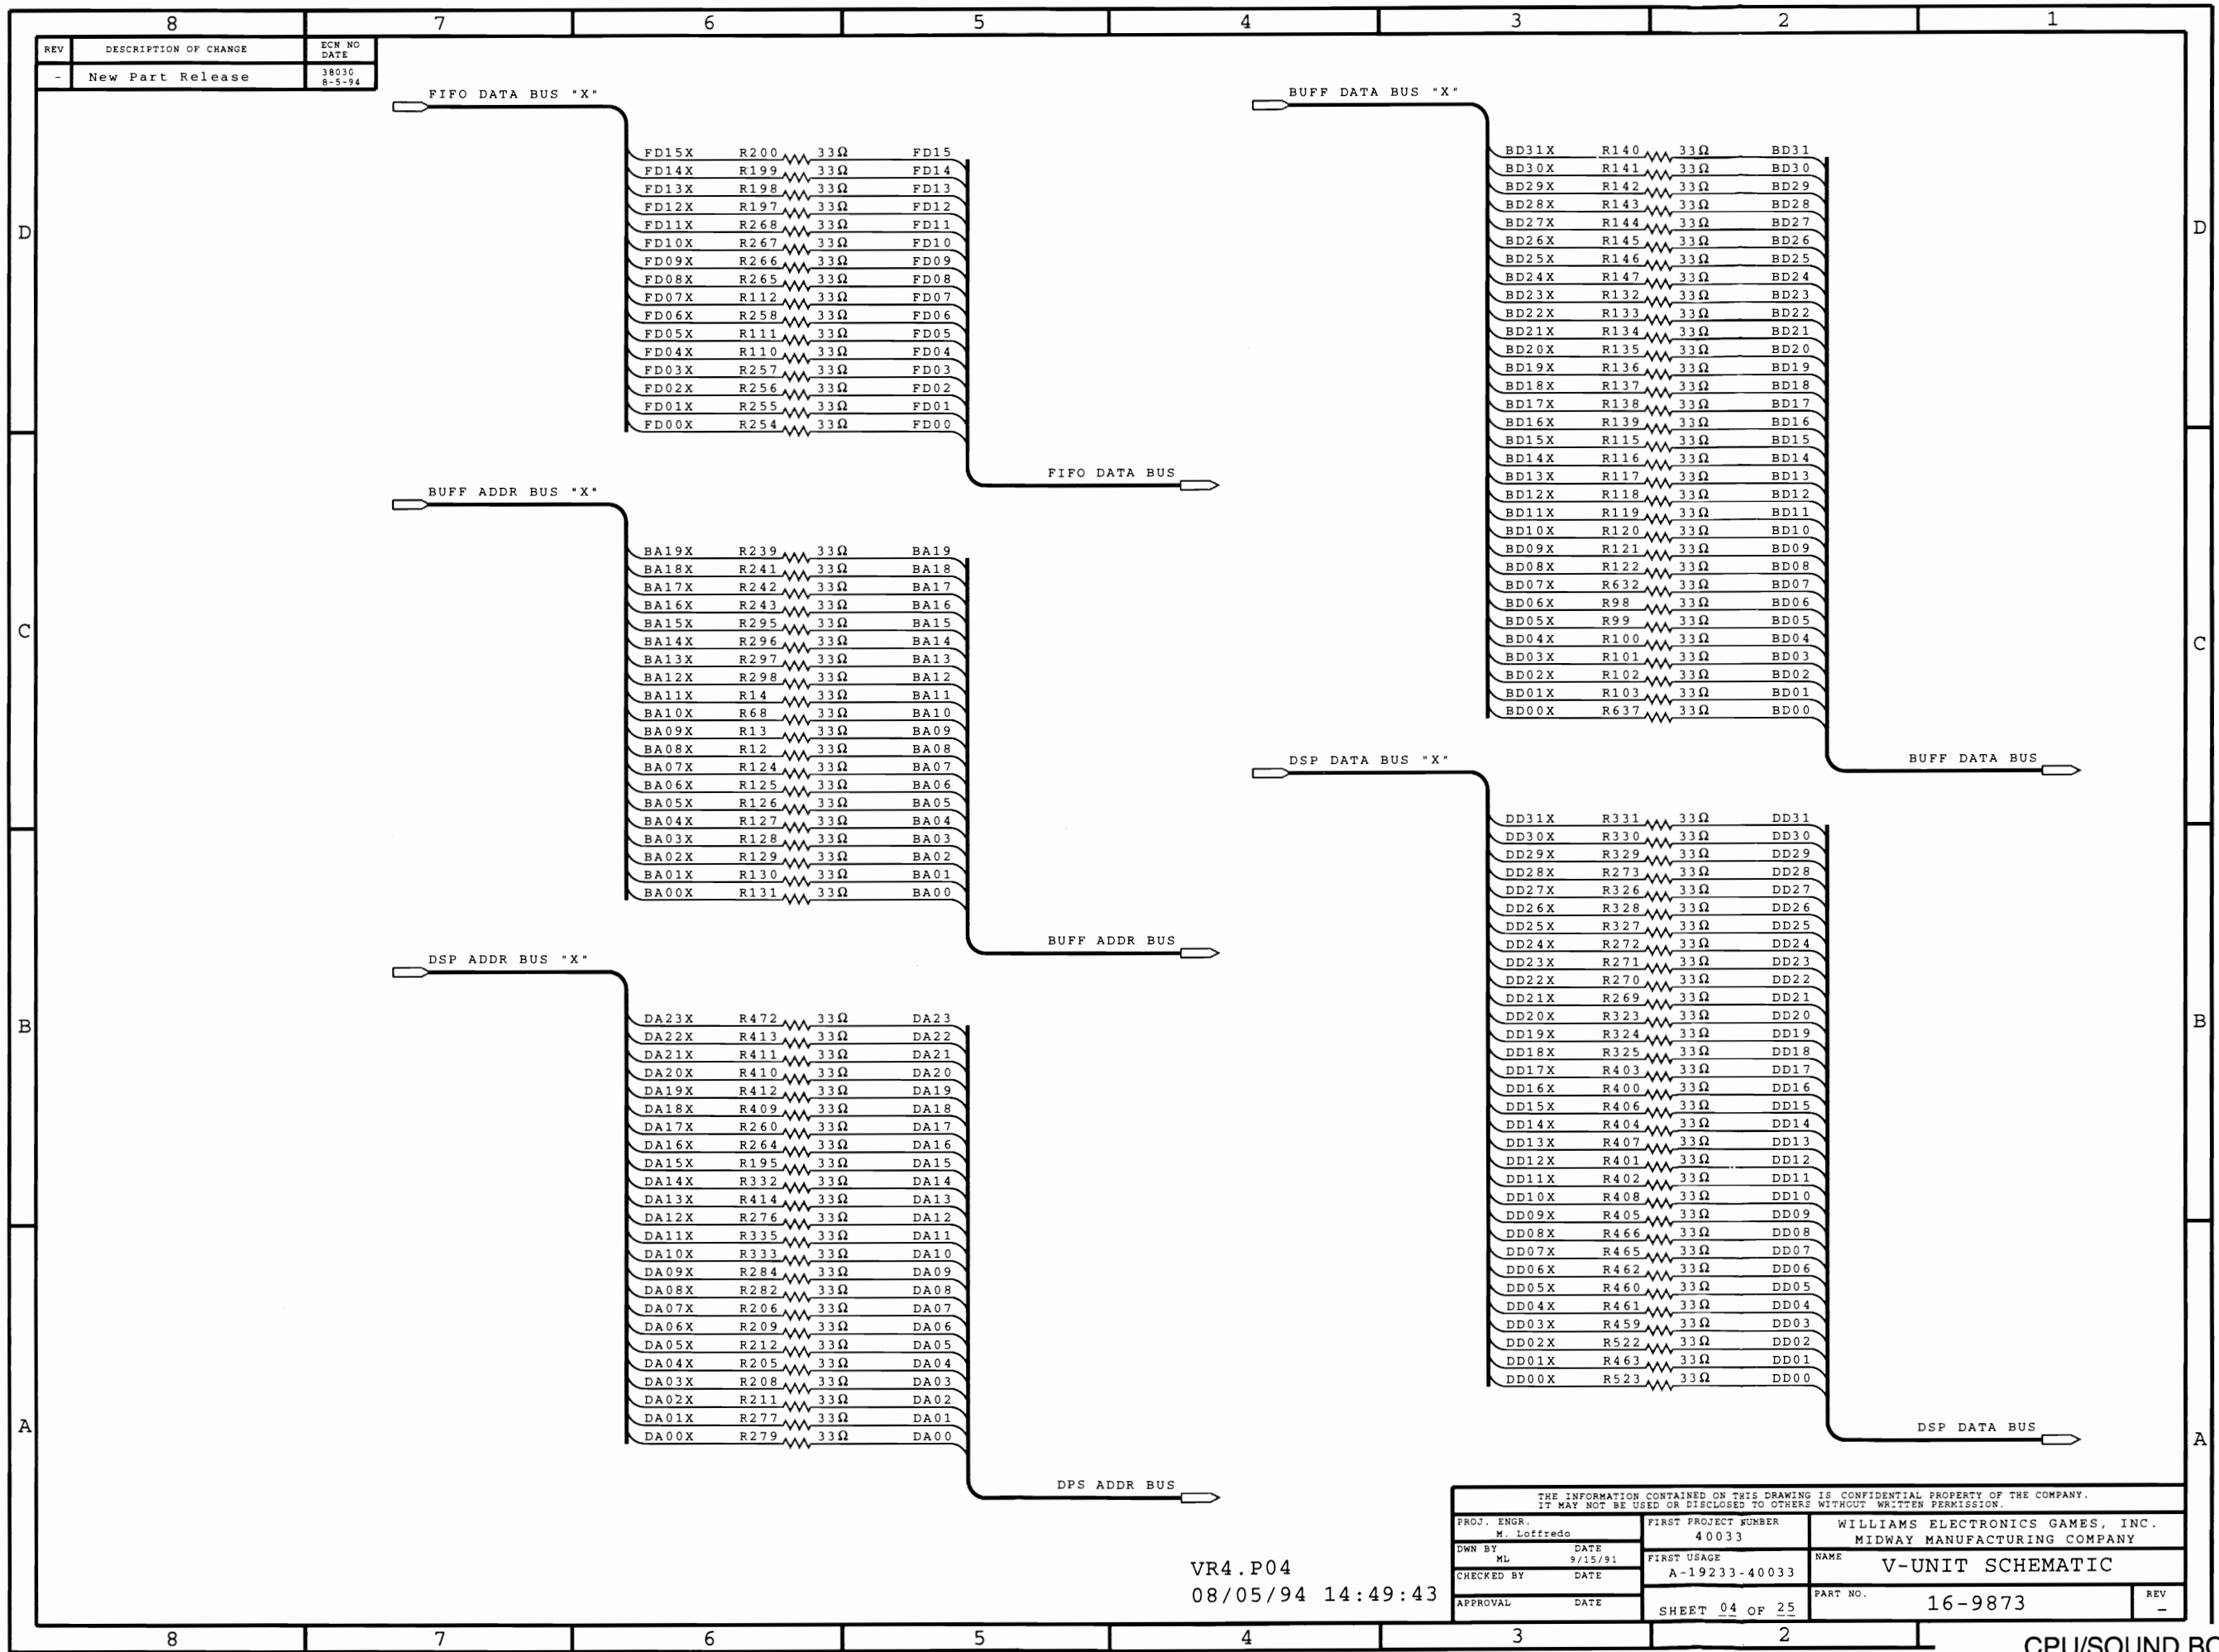 8 7 6 5 4 3 2 1
REV DESCRIPTION OF CHANGE ECN NO DATE
- New Part Release 38030 8-5-94
D
C
B
A
FIFO DATA BUS "X"
FD15X R200 33Ω FD15
FD14X R199 33Ω FD14
FD13X R198 33Ω FD13
FD12X R197 33Ω FD12
FD11X R268 33Ω FD11
FD10X R267 33Ω FD10
FD09X R266 33Ω FD09
FD08X R265 33Ω FD08
FD07X R112 33Ω FD07
FD06X R258 33Ω FD06
FD05X R111 33Ω FD05
FD04X R110 33Ω FD04
FD03X R257 33Ω FD03
FD02X R256 33Ω FD02
FD01X R255 33Ω FD01
FD00X R254 33Ω FD00
FIFO DATA BUS
BUFF ADDR BUS "X"
BA19X R239 33Ω BA19
BA18X R241 33Ω BA18
BA17X R242 33Ω BA17
BA16X R243 33Ω BA16
BA15X R295 33Ω BA15
BA14X R296 33Ω BA14
BA13X R297 33Ω BA13
BA12X R298 33Ω BA12
BA11X R14 33Ω BA11
BA10X R68 33Ω BA10
BA09X R13 33Ω BA09
BA08X R12 33Ω BA08
BA07X R124 33Ω BA07
BA06X R125 33Ω BA06
BA05X R126 33Ω BA05
BA04X R127 33Ω BA04
BA03X R128 33Ω BA03
BA02X R129 33Ω BA02
BA01X R130 33Ω BA01
BA00X R131 33Ω BA00
BUFF ADDR BUS
DSP ADDR BUS "X"
DA23X R472 33Ω DA23
DA22X R413 33Ω DA22
DA21X R411 33Ω DA21
DA20X R410 33Ω DA20
DA19X R412 33Ω DA19
DA18X R409 33Ω DA18
DA17X R260 33Ω DA17
DA16X R264 33Ω DA16
DA15X R195 33Ω DA15
DA14X R332 33Ω DA14
DA13X R414 33Ω DA13
DA12X R276 33Ω DA12
DA11X R335 33Ω DA11
DA10X R333 33Ω DA10
DA09X R284 33Ω DA09
DA08X R282 33Ω DA08
DA07X R206 33Ω DA07
DA06X R209 33Ω DA06
DA05X R212 33Ω DA05
DA04X R205 33Ω DA04
DA03X R208 33Ω DA03
DA02X R211 33Ω DA02
DA01X R277 33Ω DA01
DA00X R279 33Ω DA00
DPS ADDR BUS
BUFF DATA BUS "X"
BD31X R140 33Ω BD31
BD30X R141 33Ω BD30
BD29X R142 33Ω BD29
BD28X R143 33Ω BD28
BD27X R144 33Ω BD27
BD26X R145 33Ω BD26
BD25X R146 33Ω BD25
BD24X R147 33Ω BD24
BD23X R132 33Ω BD23
BD22X R133 33Ω BD22
BD21X R134 33Ω BD21
BD20X R135 33Ω BD20
BD19X R136 33Ω BD19
BD18X R137 33Ω BD18
BD17X R138 33Ω BD17
BD16X R139 33Ω BD16
BD15X R115 33Ω BD15
BD14X R116 33Ω BD14
BD13X R117 33Ω BD13
BD12X R118 33Ω BD12
BD11X R119 33Ω BD11
BD10X R120 33Ω BD10
BD09X R121 33Ω BD09
BD08X R122 33Ω BD08
BD07X R632 33Ω BD07
BD06X R98 33Ω BD06
BD05X R99 33Ω BD05
BD04X R100 33Ω BD04
BD03X R101 33Ω BD03
BD02X R102 33Ω BD02
BD01X R103 33Ω BD01
BD00X R637 33Ω BD00
BUFF DATA BUS
DSP DATA BUS "X"
DD31X R331 33Ω DD31
DD30X R330 33Ω DD30
DD29X R329 33Ω DD29
DD28X R273 33Ω DD28
DD27X R326 33Ω DD27
DD26X R328 33Ω DD26
DD25X R327 33Ω DD25
DD24X R272 33Ω DD24
DD23X R271 33Ω DD23
DD22X R270 33Ω DD22
DD21X R269 33Ω DD21
DD20X R323 33Ω DD20
DD19X R324 33Ω DD19
DD18X R325 33Ω DD18
DD17X R403 33Ω DD17
DD16X R400 33Ω DD16
DD15X R406 33Ω DD15
DD14X R404 33Ω DD14
DD13X R407 33Ω DD13
DD12X R401 33Ω DD12
DD11X R402 33Ω DD11
DD10X R408 33Ω DD10
DD09X R405 33Ω DD09
DD08X R466 33Ω DD08
DD07X R465 33Ω DD07
DD06X R462 33Ω DD06
DD05X R460 33Ω DD05
DD04X R461 33Ω DD04
DD03X R459 33Ω DD03
DD02X R522 33Ω DD02
DD01X R463 33Ω DD01
DD00X R523 33Ω DD00
DSP DATA BUS
D
C
B
A
VR4.P04
08/05/94 14:49:43
THE INFORMATION CONTAINED ON THIS DRAWING IS CONFIDENTIAL PROPERTY OF THE COMPANY.
IT MAY NOT BE USED OR DISCLOSED TO OTHERS WITHOUT WRITTEN PERMISSION.
PROJ. ENGR.
M. Loffredo
DWN BY DATE
ML 9/15/91
CHECKED BY DATE
APPROVAL DATE
FIRST PROJECT NUMBER
40033
FIRST USAGE
A-19233-40033
SHEET 04 OF 25
WILLIAMS ELECTRONICS GAMES, INC.
MIDWAY MANUFACTURING COMPANY
NAME
V-UNIT SCHEMATIC
PART NO.
16-9873
REV
-
8 7 6 5 4 3 2
CPU/SOUND